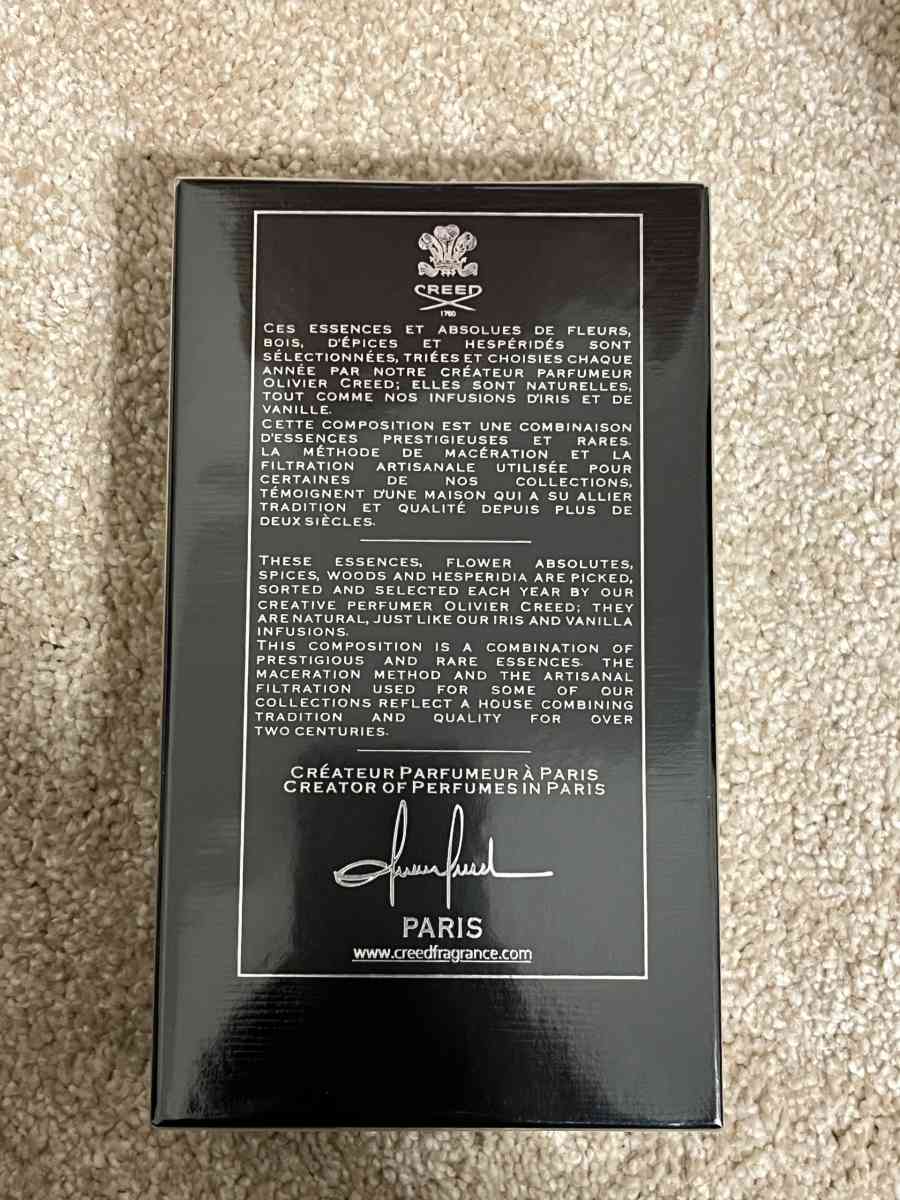 CREED
1760
CES ESSENCES ET ABSOLUES DE FLEURS,
BOIS, D'ÉPICES ET HESPÉRIDÉS SONT
SÉLECTIONNÉES, TRIÉES ET CHOISIES CHAQUE
ANNÉE PAR NOTRE CRÉATEUR PARFUMEUR
OLIVIER CREED; ELLES SONT NATURELLES,
TOUT COMME NOS INFUSIONS D'IRIS ET DE
VANILLE.
CETTE COMPOSITION EST UNE COMBINAISON
D'ESSENCES PRESTIGIEUSES ET RARES.
LA MÉTHODE DE MACÉRATION ET LA
FILTRATION ARTISANALE UTILISÉE POUR
CERTAINES DE NOS COLLECTIONS,
TÉMOIGNENT D'UNE MAISON QUI A SU ALLIER
TRADITION ET QUALITÉ DEPUIS PLUS DE
DEUX SIÈCLES.
THESE ESSENCES, FLOWER ABSOLUTES,
SPICES, WOODS AND HESPERIDIA ARE PICKED,
SORTED AND SELECTED EACH YEAR BY OUR
CREATIVE PERFUMER OLIVIER CREED; THEY
ARE NATURAL, JUST LIKE OUR IRIS AND VANILLA
INFUSIONS.
THIS COMPOSITION IS A COMBINATION OF
PRESTIGIOUS AND RARE ESSENCES. THE
MACERATION METHOD AND THE ARTISANAL
FILTRATION USED FOR SOME OF OUR
COLLECTIONS REFLECT A HOUSE COMBINING
TRADITION AND QUALITY FOR OVER
TWO CENTURIES.
CRÉATEUR PARFUMEUR À PARIS
CREATOR OF PERFUMES IN PARIS
PARIS
www.creedfragrance.com